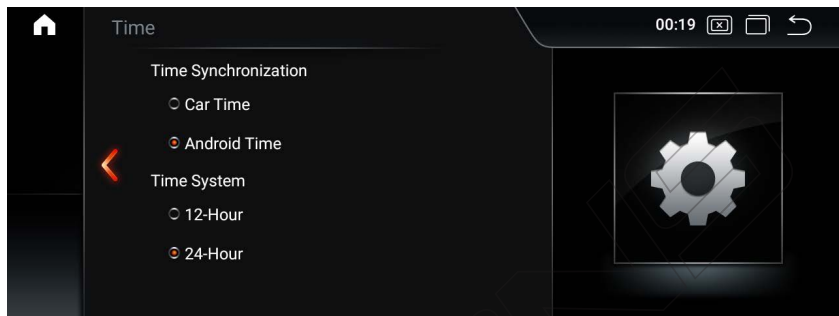 Time
00:19
Time Synchronization
Car Time
Android Time
Time System
12-Hour
24-Hour